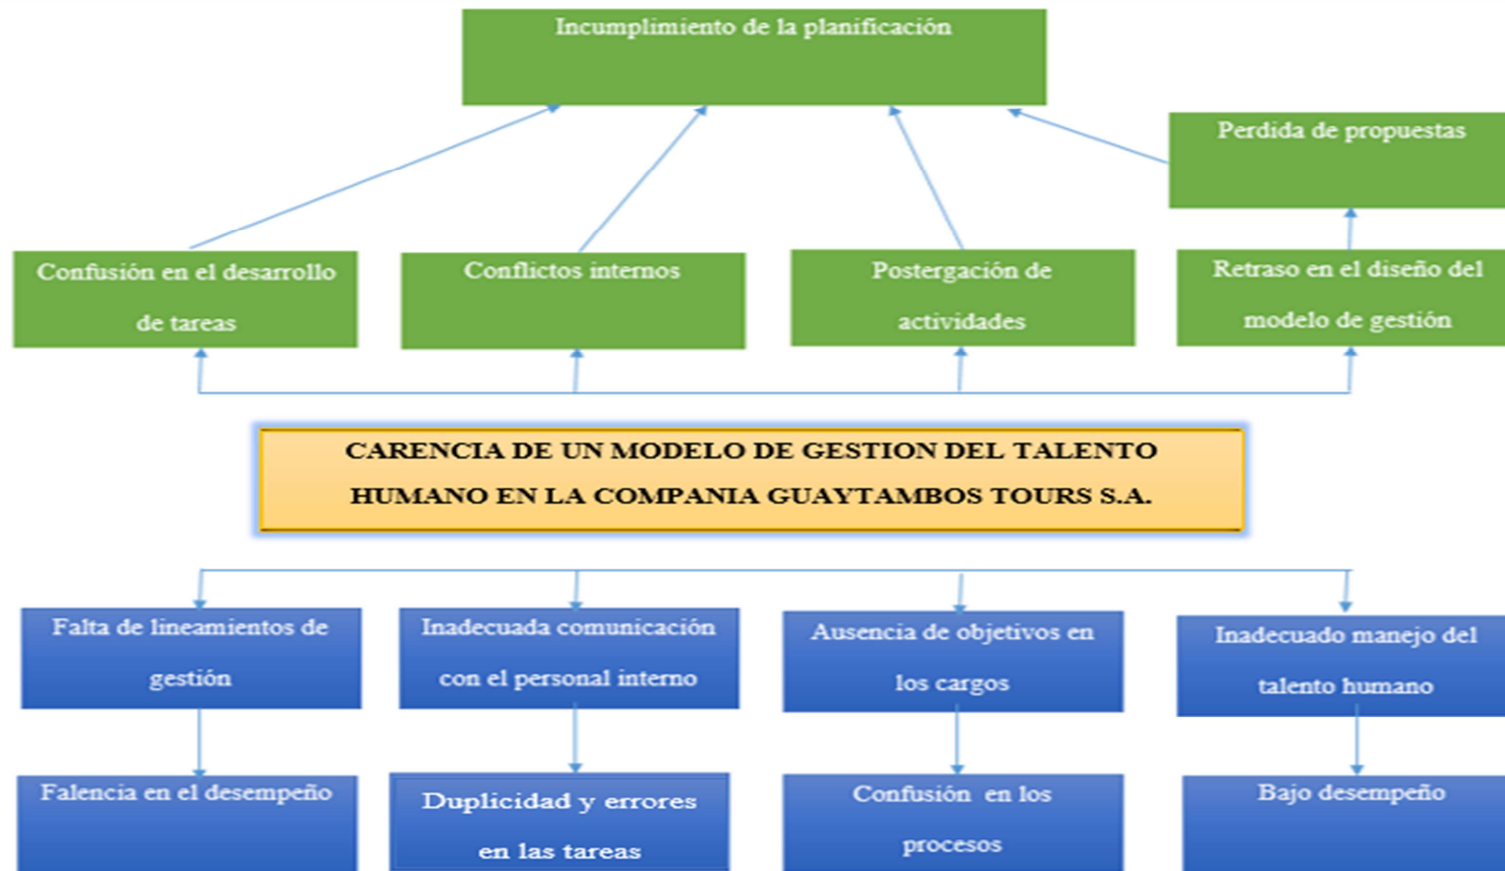 Incumplimiento de la planificación
Perdida de propuestas
Confusión en el desarrollo
de tareas
Conflictos internos
Postergación de
actividades
Retraso en el diseño del
modelo de gestión
CARENCIA DE UN MODELO DE GESTION DEL TALENTO
HUMANO EN LA COMPANIA GUAYTAMBOS TOURS S.A.
Falta de lineamientos de
gestión
Inadecuada comunicación
con el personal interno
Ausencia de objetivos en
los cargos
Inadecuado manejo del
talento humano
Falencia en el desempeño
Duplicidad y errores
en las tareas
Confusión en los
procesos
Bajo desempeño